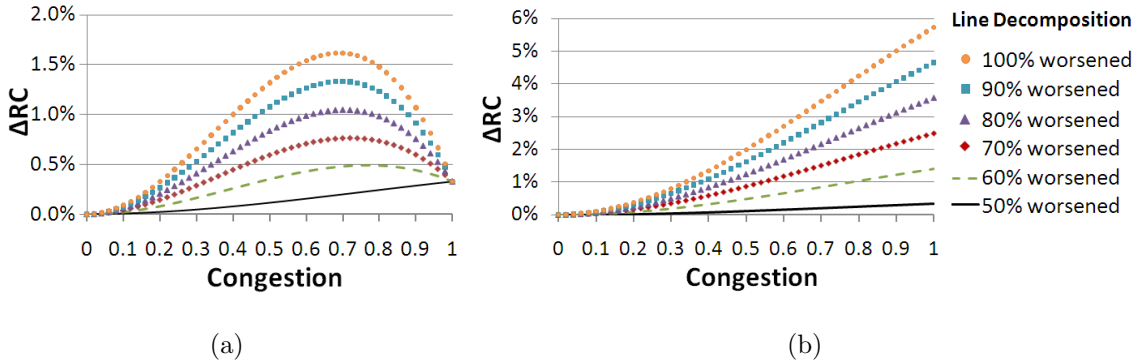 2.0%
1.5%
1.0%
0.5%
0.0%
ΔRC
0 0.1 0.2 0.3 0.4 0.5 0.6 0.7 0.8 0.9 1
Congestion
(a)
6%
5%
4%
3%
2%
1%
0%
ΔRC
0 0.1 0.2 0.3 0.4 0.5 0.6 0.7 0.8 0.9 1
Congestion
(b)
Line Decomposition
100% worsened
90% worsened
80% worsened
70% worsened
60% worsened
50% worsened